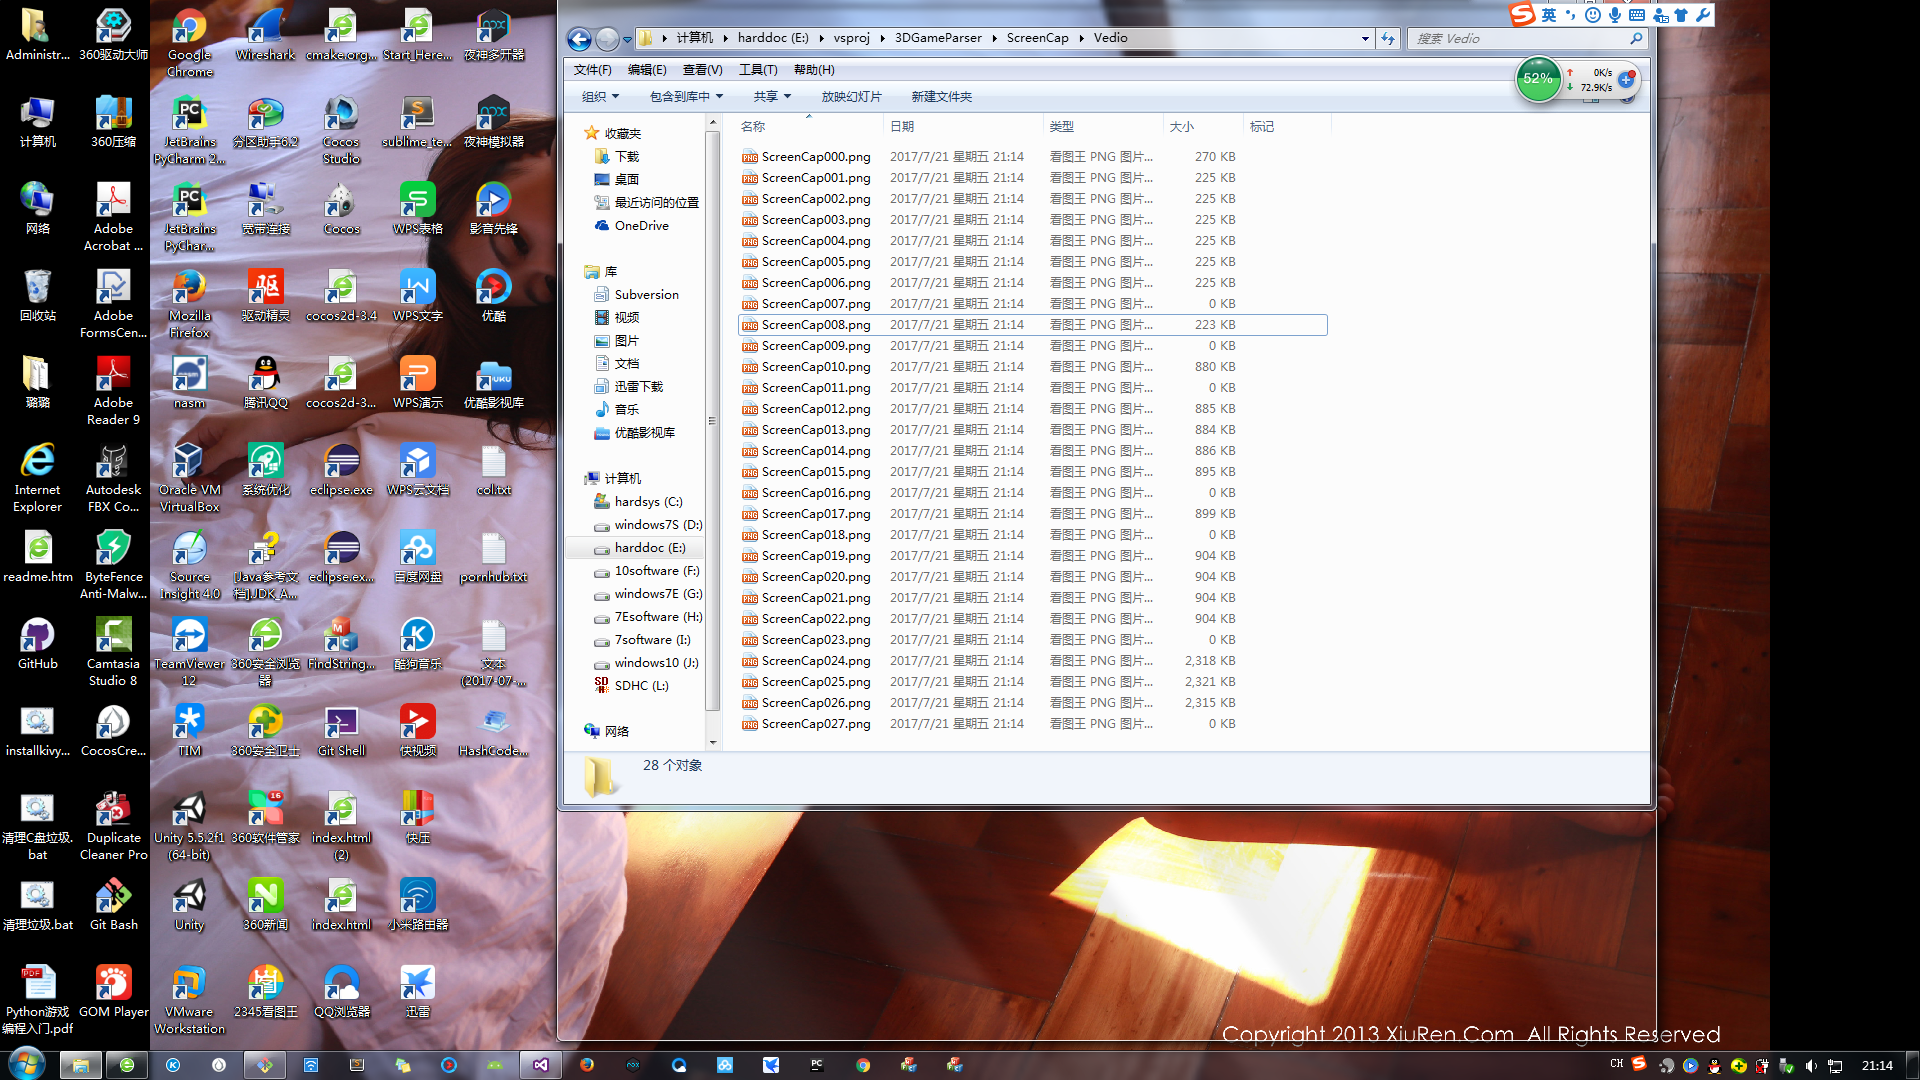 Administr...
360驱动大师
计算机
360压缩
网络
Adobe
Acrobat ...
回收站
Adobe
FormsCen...
璐璐
Adobe
Reader 9
Internet
Explorer
Autodesk
FBX Co...
readme.htm
ByteFence
Anti-Malw...
GitHub
Camtasia
Studio 8
installkivy...
CocosCre...
清理C盘垃圾.
bat
Duplicate
Cleaner Pro
清理垃圾.bat
Git Bash
Python游戏
编程入门.pdf
GOM Player
Google
Chrome
Wireshark
cmake.org...
Start_Here...
夜神多开器
JetBrains
PyCharm 2...
分区助手6.2
Cocos
Studio
sublime_te...
夜神模拟器
JetBrains
PyChar...
宽带连接
Cocos
WPS表格
影音先锋
Mozilla
Firefox
驱动精灵
cocos2d-3.4
WPS文字
优酷
nasm
腾讯QQ
cocos2d-3...
WPS演示
优酷影视库
Oracle VM
VirtualBox
系统优化
eclipse.exe
WPS云文档
col.txt
Source
Insight 4.0
[Java参考文
档].JDK_A...
eclipse.ex...
百度网盘
pornhub.txt
TeamViewer
12
360安全浏览
器
FindString...
酷狗音乐
文本
(2017-07-...
TIM
360安全卫士
Git Shell
快视频
HashCode...
Unity 5.5.2f1
(64-bit)
360软件管家
index.html
(2)
快压
Unity
360新闻
index.html
小米路由器
VMware
Workstation
2345看图王
QQ浏览器
迅雷
英
计算机 harddoc (E:) vsproj 3DGameParser ScreenCap Vedio
搜索 Vedio
文件(F) 编辑(E) 查看(V) 工具(T) 帮助(H)
52%
0K/s
72.9K/s
组织 包含到库中 共享 放映幻灯片 新建文件夹
收藏夹
下载
桌面
最近访问的位置
OneDrive
库
Subversion
视频
图片
文档
迅雷下载
音乐
优酷影视库
计算机
hardsys (C:)
windows7S (D:)
harddoc (E:)
10software (F:)
windows7E (G:)
7Esoftware (H:)
7software (I:)
windows10 (J:)
SDHC (L:)
网络
名称 日期 类型 大小 标记
ScreenCap000.png 2017/7/21 星期五 21:14 看图王 PNG 图片... 270 KB
ScreenCap001.png 2017/7/21 星期五 21:14 看图王 PNG 图片... 225 KB
ScreenCap002.png 2017/7/21 星期五 21:14 看图王 PNG 图片... 225 KB
ScreenCap003.png 2017/7/21 星期五 21:14 看图王 PNG 图片... 225 KB
ScreenCap004.png 2017/7/21 星期五 21:14 看图王 PNG 图片... 225 KB
ScreenCap005.png 2017/7/21 星期五 21:14 看图王 PNG 图片... 225 KB
ScreenCap006.png 2017/7/21 星期五 21:14 看图王 PNG 图片... 225 KB
ScreenCap007.png 2017/7/21 星期五 21:14 看图王 PNG 图片... 0 KB
ScreenCap008.png 2017/7/21 星期五 21:14 看图王 PNG 图片... 223 KB
ScreenCap009.png 2017/7/21 星期五 21:14 看图王 PNG 图片... 0 KB
ScreenCap010.png 2017/7/21 星期五 21:14 看图王 PNG 图片... 880 KB
ScreenCap011.png 2017/7/21 星期五 21:14 看图王 PNG 图片... 0 KB
ScreenCap012.png 2017/7/21 星期五 21:14 看图王 PNG 图片... 885 KB
ScreenCap013.png 2017/7/21 星期五 21:14 看图王 PNG 图片... 884 KB
ScreenCap014.png 2017/7/21 星期五 21:14 看图王 PNG 图片... 886 KB
ScreenCap015.png 2017/7/21 星期五 21:14 看图王 PNG 图片... 895 KB
ScreenCap016.png 2017/7/21 星期五 21:14 看图王 PNG 图片... 0 KB
ScreenCap017.png 2017/7/21 星期五 21:14 看图王 PNG 图片... 899 KB
ScreenCap018.png 2017/7/21 星期五 21:14 看图王 PNG 图片... 0 KB
ScreenCap019.png 2017/7/21 星期五 21:14 看图王 PNG 图片... 904 KB
ScreenCap020.png 2017/7/21 星期五 21:14 看图王 PNG 图片... 904 KB
ScreenCap021.png 2017/7/21 星期五 21:14 看图王 PNG 图片... 904 KB
ScreenCap022.png 2017/7/21 星期五 21:14 看图王 PNG 图片... 904 KB
ScreenCap023.png 2017/7/21 星期五 21:14 看图王 PNG 图片... 0 KB
ScreenCap024.png 2017/7/21 星期五 21:14 看图王 PNG 图片... 2,318 KB
ScreenCap025.png 2017/7/21 星期五 21:14 看图王 PNG 图片... 2,321 KB
ScreenCap026.png 2017/7/21 星期五 21:14 看图王 PNG 图片... 2,315 KB
ScreenCap027.png 2017/7/21 星期五 21:14 看图王 PNG 图片... 0 KB
28 个对象
Copyright 2013 XiuRen.Com All Rights Reserved
CH
21:14